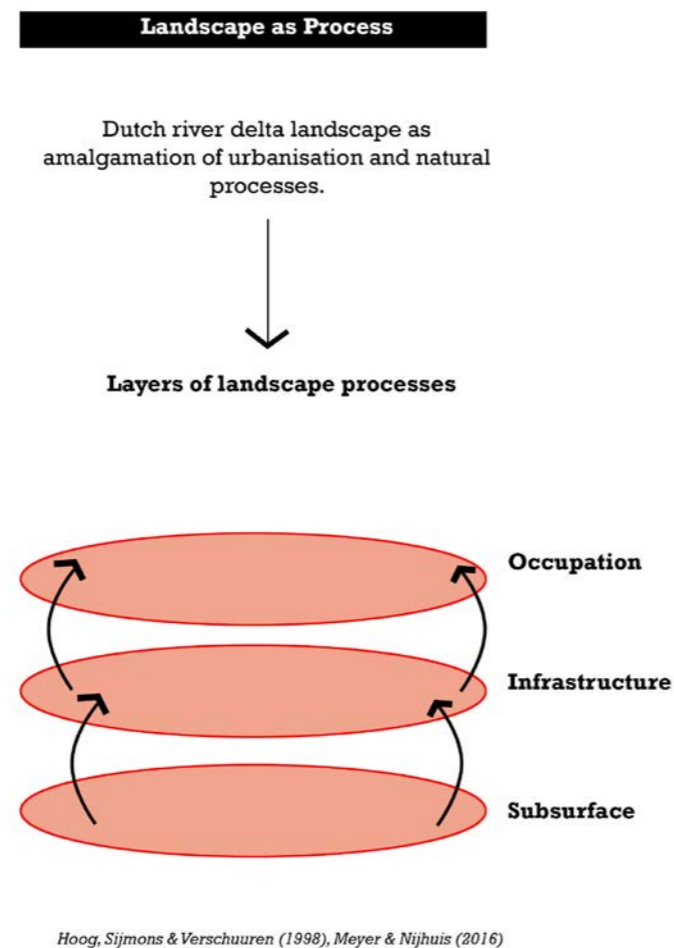 Landscape as Process
Dutch river delta landscape as
amalgamation of urbanisation and natural
processes.
Layers of landscape processes
Occupation
Infrastructure
Subsurface
Hoog, Sijmons & Verschuuren (1998), Meyer & Nijhuis (2016)